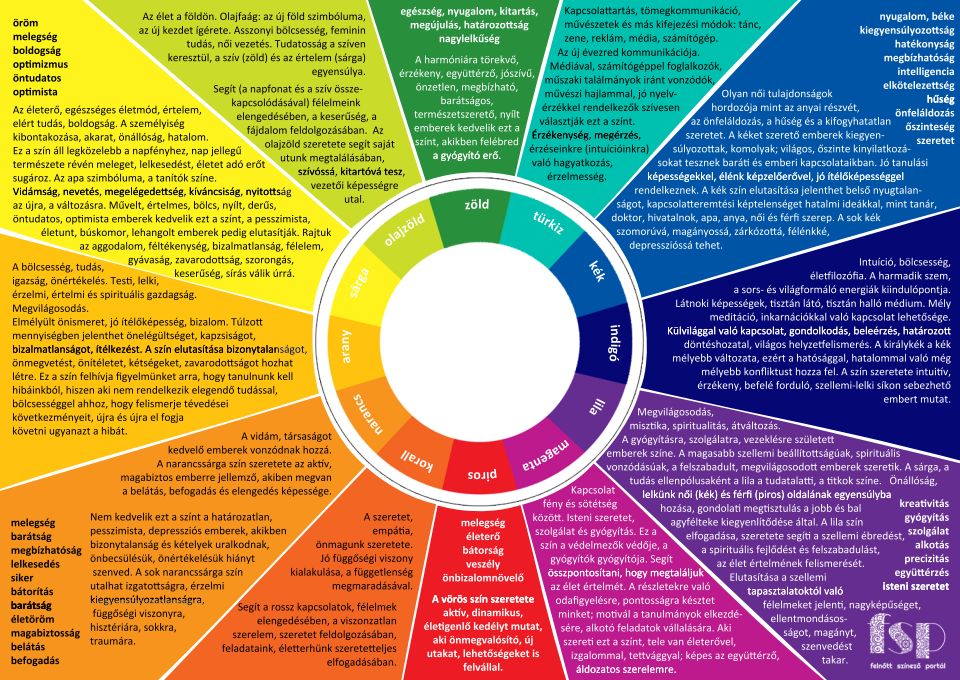 öröm
melegség
boldogság
optimizmus
öntudatos
optimista
Az életerő, egészséges életmód, értelem,
elért tudás, boldogság. A személyiség
kibontakozása, akarat, önállóság, hatalom.
Ez a szín áll legközelebb a napfényhez, nap jellegű
természete révén meleget, lelkesedést, életet adó erőt
sugároz. Az apa szimbóluma, a tanítók színe.
Vidámság, nevetés, megelégedettség, kíváncsiság, nyitottság
az újra, a változásra. Művelt, értelmes, bölcs, nyílt, derűs,
öntudatos, optimista emberek kedvelik ezt a színt, a pesszimista,
életunt, búskomor, lehangolt emberek pedig elutasítják. Rajtuk
az aggodalom, féltékenység, bizalmatlanság, félelem,
gyávaság, zavarodottság, szorongás,
keserűség, sírás válik úrrá.
Az élet a földön. Olajfaág: az új föld szimbóluma,
az új kezdet ígérete. Asszonyi bölcsesség, feminin
tudás, női vezetés. Tudatosság a szíven
keresztül, a szív (zöld) és az értelem (sárga)
egyensúlya.
Segít (a napfonat és a szív össze-
kapcsolódásával) félelmeink
elengedésében, a keserűség, a
fájdalom feldolgozásában. Az
olajzöld szeretete segít saját
utunk megtalálásában,
szívóssá, kitartóvá tesz,
vezetői képességre
utal.
egészség, nyugalom, kitartás,
megújulás, határozottság
nagylelkűség
A harmóniára törekvő,
érzékeny, együttérző, jószívű,
önzetlen, megbízható,
barátságos,
természetszerető, nyílt
emberek kedvelik ezt a
színt, akikben felébred
a gyógyító erő.
Kapcsolattartás, tömegkommunikáció,
művészetek és más kifejezési módok: tánc,
zene, reklám, média, számítógép.
Az új évezred kommunikációja.
Médiával, számítógéppel foglalkozók,
műszaki találmányok iránt vonzódók,
művészi hajlammal, jó nyelv-
érzékkel rendelkezők szívesen
választják ezt a színt.
Érzékenység, megérzés,
érzéseinkre (intuícióinkra)
való hagyatkozás,
érzelmesség.
nyugalom, béke
kiegyensúlyozottság
hatékonyság
megbízhatóság
intelligencia
elkötelezettség
hűség
önfeláldozás
őszinteség
szeretet
Olyan női tulajdonságok
hordozója mint az anyai részvét,
az önfeláldozás, a hűség és a kifogyhatatlan
szeretet. A kéket szerető emberek kiegyen-
súlyozottak, komolyak; világos, őszinte kinyilatkozá-
sokat tesznek baráti és emberi kapcsolataikban. Jó tanulási
képességekkel, élénk képzelőerővel, jó ítélőképességgel
rendelkeznek. A kék szín elutasítása jelenthet belső nyugtalan-
ságot, kapcsolatteremtési képtelenséget hatalmi ideákkal, mint tanár,
doktor, hivatalnok, apa, anya, női és férfi szerep. A sok kék
szomorúvá, magányossá, zárkózottá, félénkké,
depresszióssá tehet.
Intuíció, bölcsesség,
életfilozófia. A harmadik szem,
a sors- és világformáló energiák kiindulópontja.
Látnoki képességek, tisztán látó, tisztán halló médium. Mély
meditáció, inkarnációkkal való kapcsolat lehetősége.
Külvilággal való kapcsolat, gondolkodás, beleérzés, határozott
döntéshozatal, világos helyzetfelismerés. A királykék a kék
mélyebb változata, ezért a hatósággal, hatalommal való még
mélyebb konfliktust hozza fel. A szín szeretete intuitív,
érzékeny, befelé forduló, szellemi-lelki síkon sebezhető
embert mutat.
A bölcsesség, tudás,
igazság, önértékelés. Testi, lelki,
érzelmi, értelmi és spirituális gazdagság.
Megvilágosodás.
Elmélyült önismeret, jó ítélőképesség, bizalom. Túlzott
mennyiségben jelenthet önelégültséget, kapzsiságot,
bizalmatlanságot, ítélkezést. A szín elutasítása bizonytalanságot,
önmegvetést, önítéletet, kétségeket, zavarodottságot hozhat
létre. Ez a szín felhívja figyelmünket arra, hogy tanulnunk kell
hibáinkból, hiszen aki nem rendelkezik elegendő tudással,
bölcsességgel ahhoz, hogy felismerje tévedései
következményeit, újra és újra el fogja
követni ugyanazt a hibát.
zöld
türkiz
kék
indigó
lila
magenta
piros
korall
narancs
arany
sárga
olajzöld
A vidám, társaságot
kedvelő emberek vonzódnak hozzá.
A narancssárga szín szeretete az aktív,
magabiztos emberre jellemző, akiben megvan
a belátás, befogadás és elengedés képessége.
melegség
barátság
megbízhatóság
lelkesedés
siker
bátorítás
barátság
életöröm
magabiztosság
belátás
befogadás
Nem kedvelik ezt a színt a határozatlan,
pesszimista, depressziós emberek, akikben
bizonytalanság és kételyek uralkodnak,
önbecsülésük, önértékelésük hiányt
szenved. A sok narancssárga szín
utalhat izgatottságra, érzelmi
kiegyensúlyozatlanságra,
függőségi viszonyra,
hisztériára, sokkra,
traumára.
A szeretet,
empátia,
önmagunk szeretete.
Jó függőségi viszony
kialakulása, a függetlenség
megmaradásával.
Segít a rossz kapcsolatok, félelmek
elengedésében, a viszonzatlan
szerelem, szeretet feldolgozásában,
feladataink, életterhünk szeretetteljes
elfogadásában.
melegség
életerő
bátorság
veszély
önbizalomnövelő
A vörös szín szeretete
aktív, dinamikus,
életigenlő kedélyt mutat,
aki önmegvalósító, új
utakat, lehetőségeket is
felvállal.
Kapcsolat
fény és sötétség
között. Isteni szeretet,
szolgálat és gyógyítás. Ez a
szín a védelmezők védője, a
gyógyítók gyógyítója. Segít
összpontosítani, hogy megtaláljuk
az élet értelmét. A részletekre való
odafigyelésre, pontosságra késztet
minket; motivál a tanulmányok elkezdé-
sére, alkotó feladatok vállalására. Aki
szereti ezt a színt, tele van életerővel,
izgalommal, tettvággyal; képes az együttérző,
áldozatos szerelemre.
Megvilágosodás,
misztika, spiritualitás, átváltozás.
A gyógyításra, szolgálatra, vezeklésre született
emberek színe. A magasabb szellemi beállítottságúak, spirituális
vonzódásúak, a felszabadult, megvilágosodott emberek szeretik. A sárga, a
tudás ellenpólusaként a lila a tudatalatti, a titkok színe. Önállóság,
lelkünk női (kék) és férfi (piros) oldalának egyensúlyba
hozása, gondolati megtisztulás a jobb és bal
agyfélteke kiegyenlítődése által. A lila szín
elfogadása, szeretete segíti a szellemi ébredést,
a spirituális fejlődést és felszabadulást,
az élet értelmének felismerését.
Elutasítása a szellemi
tapasztalatoktól való
félelmeket jelenti, nagyképűséget,
ellentmondásos-
ságot, magányt,
szenvedést
takar.
kreativitás
gyógyítás
szolgálat
alkotás
precizitás
együttérzés
isteni szeretet
fsp
felnőtt színező portál